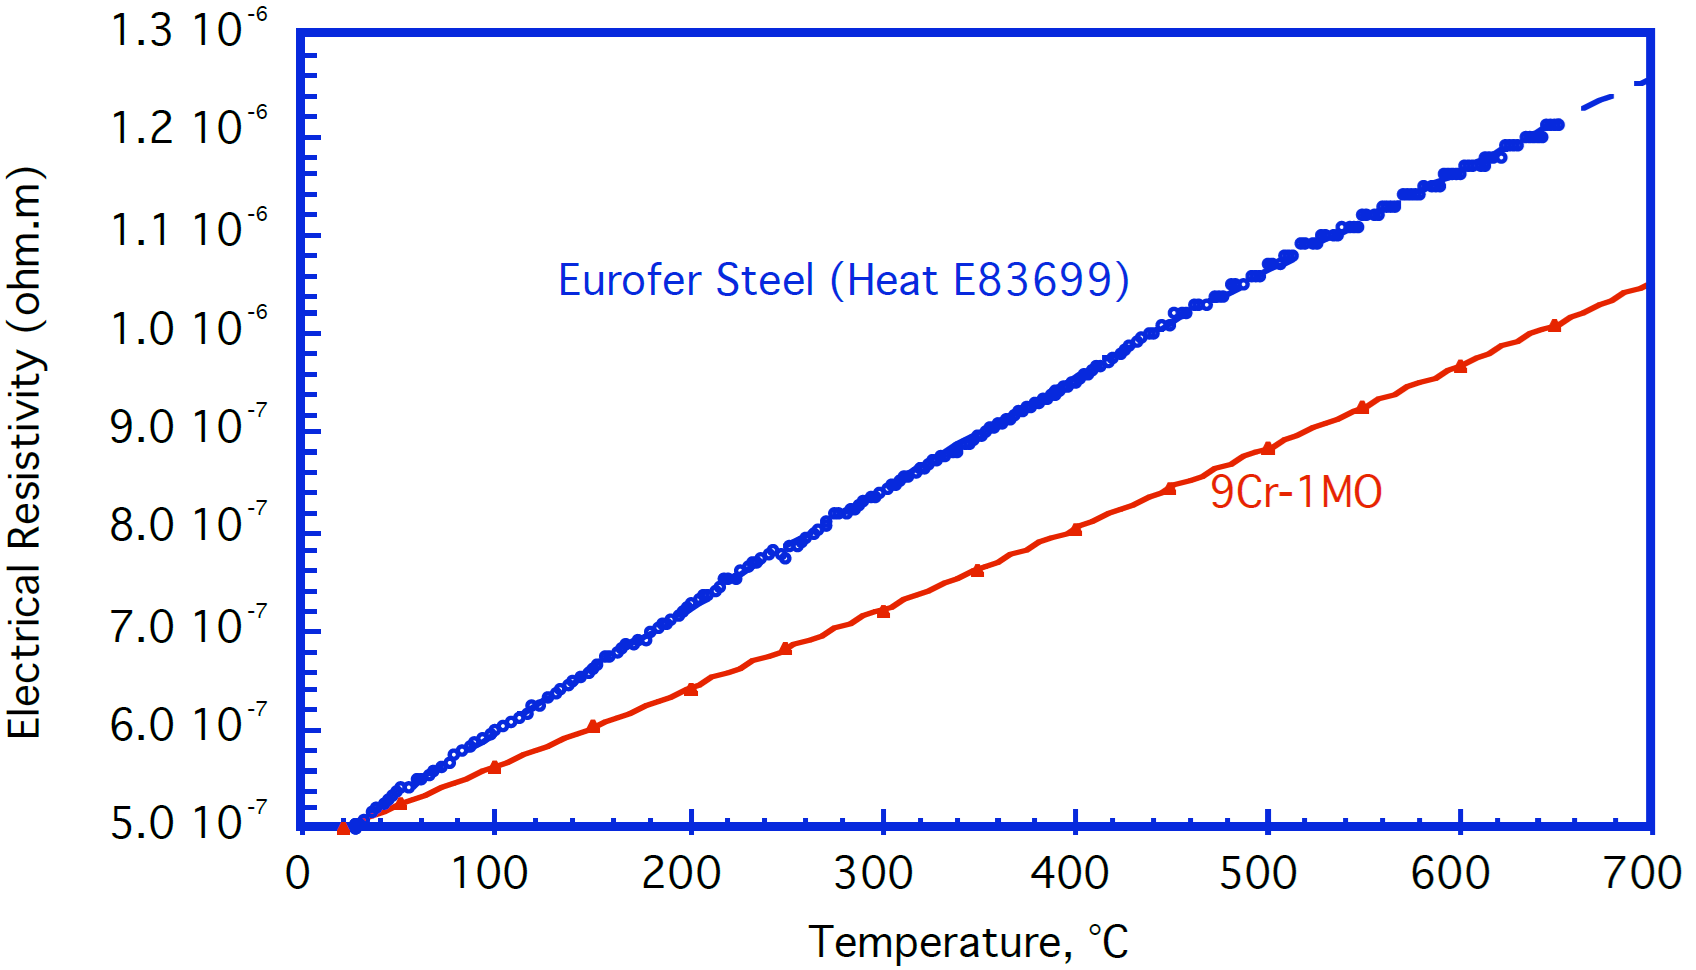 1.3 10-6
1.2 10-6
1.1 10-6
1.0 10-6
9.0 10-7
8.0 10-7
7.0 10-7
6.0 10-7
5.0 10-7
Electrical Resistivity (ohm.m)
Eurofer Steel (Heat E83699)
9Cr-1MO
0 100 200 300 400 500 600 700
Temperature, °C